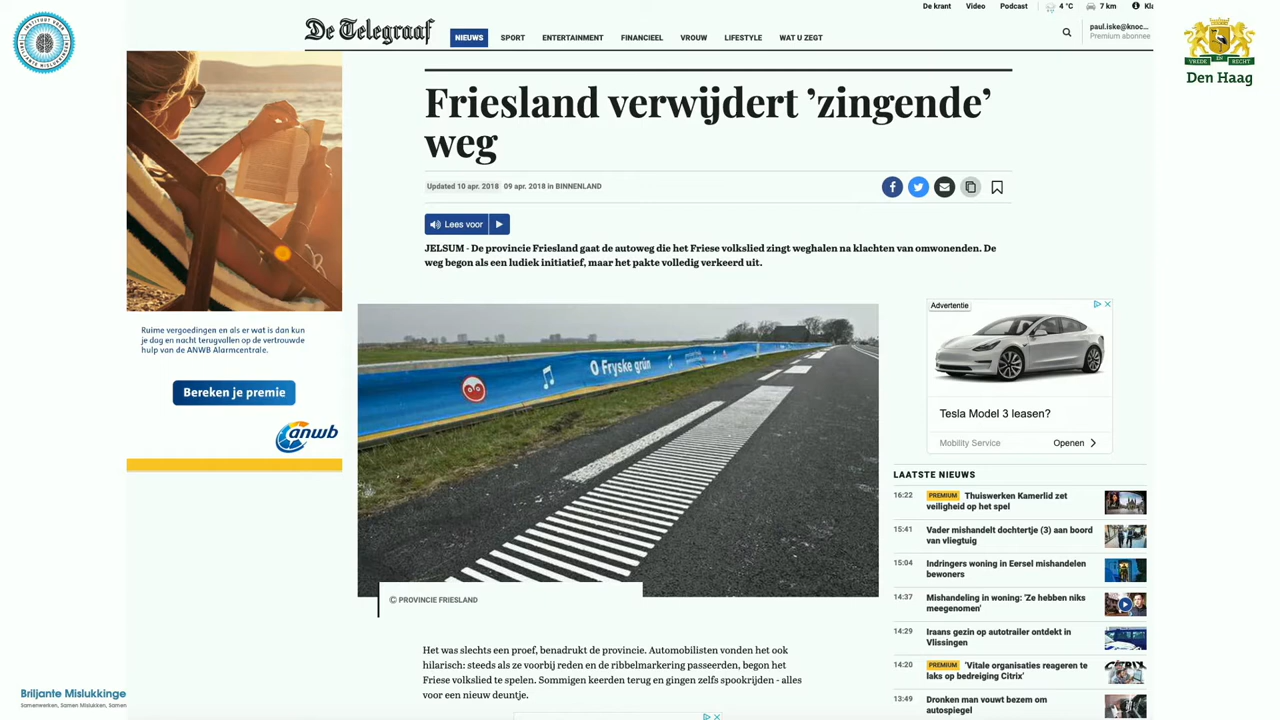 De krant Video Podcast 4 °C 7 km
De Telegraaf
NIEUWS SPORT ENTERTAINMENT FINANCIEEL VROUW LIFESTYLE WAT U ZEGT
paul.iske@knoc...
Premium abonnee
VREDE EN RECHT
Den Haag
Friesland verwijdert ’zingende’
weg
Updated 10 apr. 2018 09 apr. 2018 in BINNENLAND
Lees voor
JELSUM - De provincie Friesland gaat de autoweg die het Friese volkslied zingt weghalen na klachten van omwonenden. De
weg begon als een ludiek initiatief, maar het pakte volledig verkeerd uit.
Ruime vergoedingen en als er wat is dan kun
je dag en nacht terugvallen op de vertrouwde
hulp van de ANWB Alarmcentrale.
Bereken je premie
anwb
O Fryske grûn
© PROVINCIE FRIESLAND
Het was slechts een proef, benadrukt de provincie. Automobilisten vonden het ook
hilarisch: steeds als ze voorbij reden en de ribbelmarkering passeerden, begon het
Friese volkslied te spelen. Sommigen keerden terug en gingen zelfs spookrijden - alles
voor een nieuw deuntje.
Advertentie
Tesla Model 3 leasen?
Mobility Service Openen
LAATSTE NIEUWS
16:22 PREMIUM Thuiswerken Kamerlid zet
veiligheid op het spel
15:41 Vader mishandelt dochtertje (3) aan boord
van vliegtuig
15:04 Indringers woning in Eersel mishandelen
bewoners
14:37 Mishandeling in woning: ’Ze hebben niks
meegenomen’
14:29 Iraans gezin op autotrailer ontdekt in
Vlissingen
14:20 PREMIUM ’Vitale organisaties reageren te
laks op bedreiging Citrix’
13:49 Dronken man vouwt bezem om
autospiegel
Briljante Mislukkinge
Samenwerken, Samen Mislukken, Samen